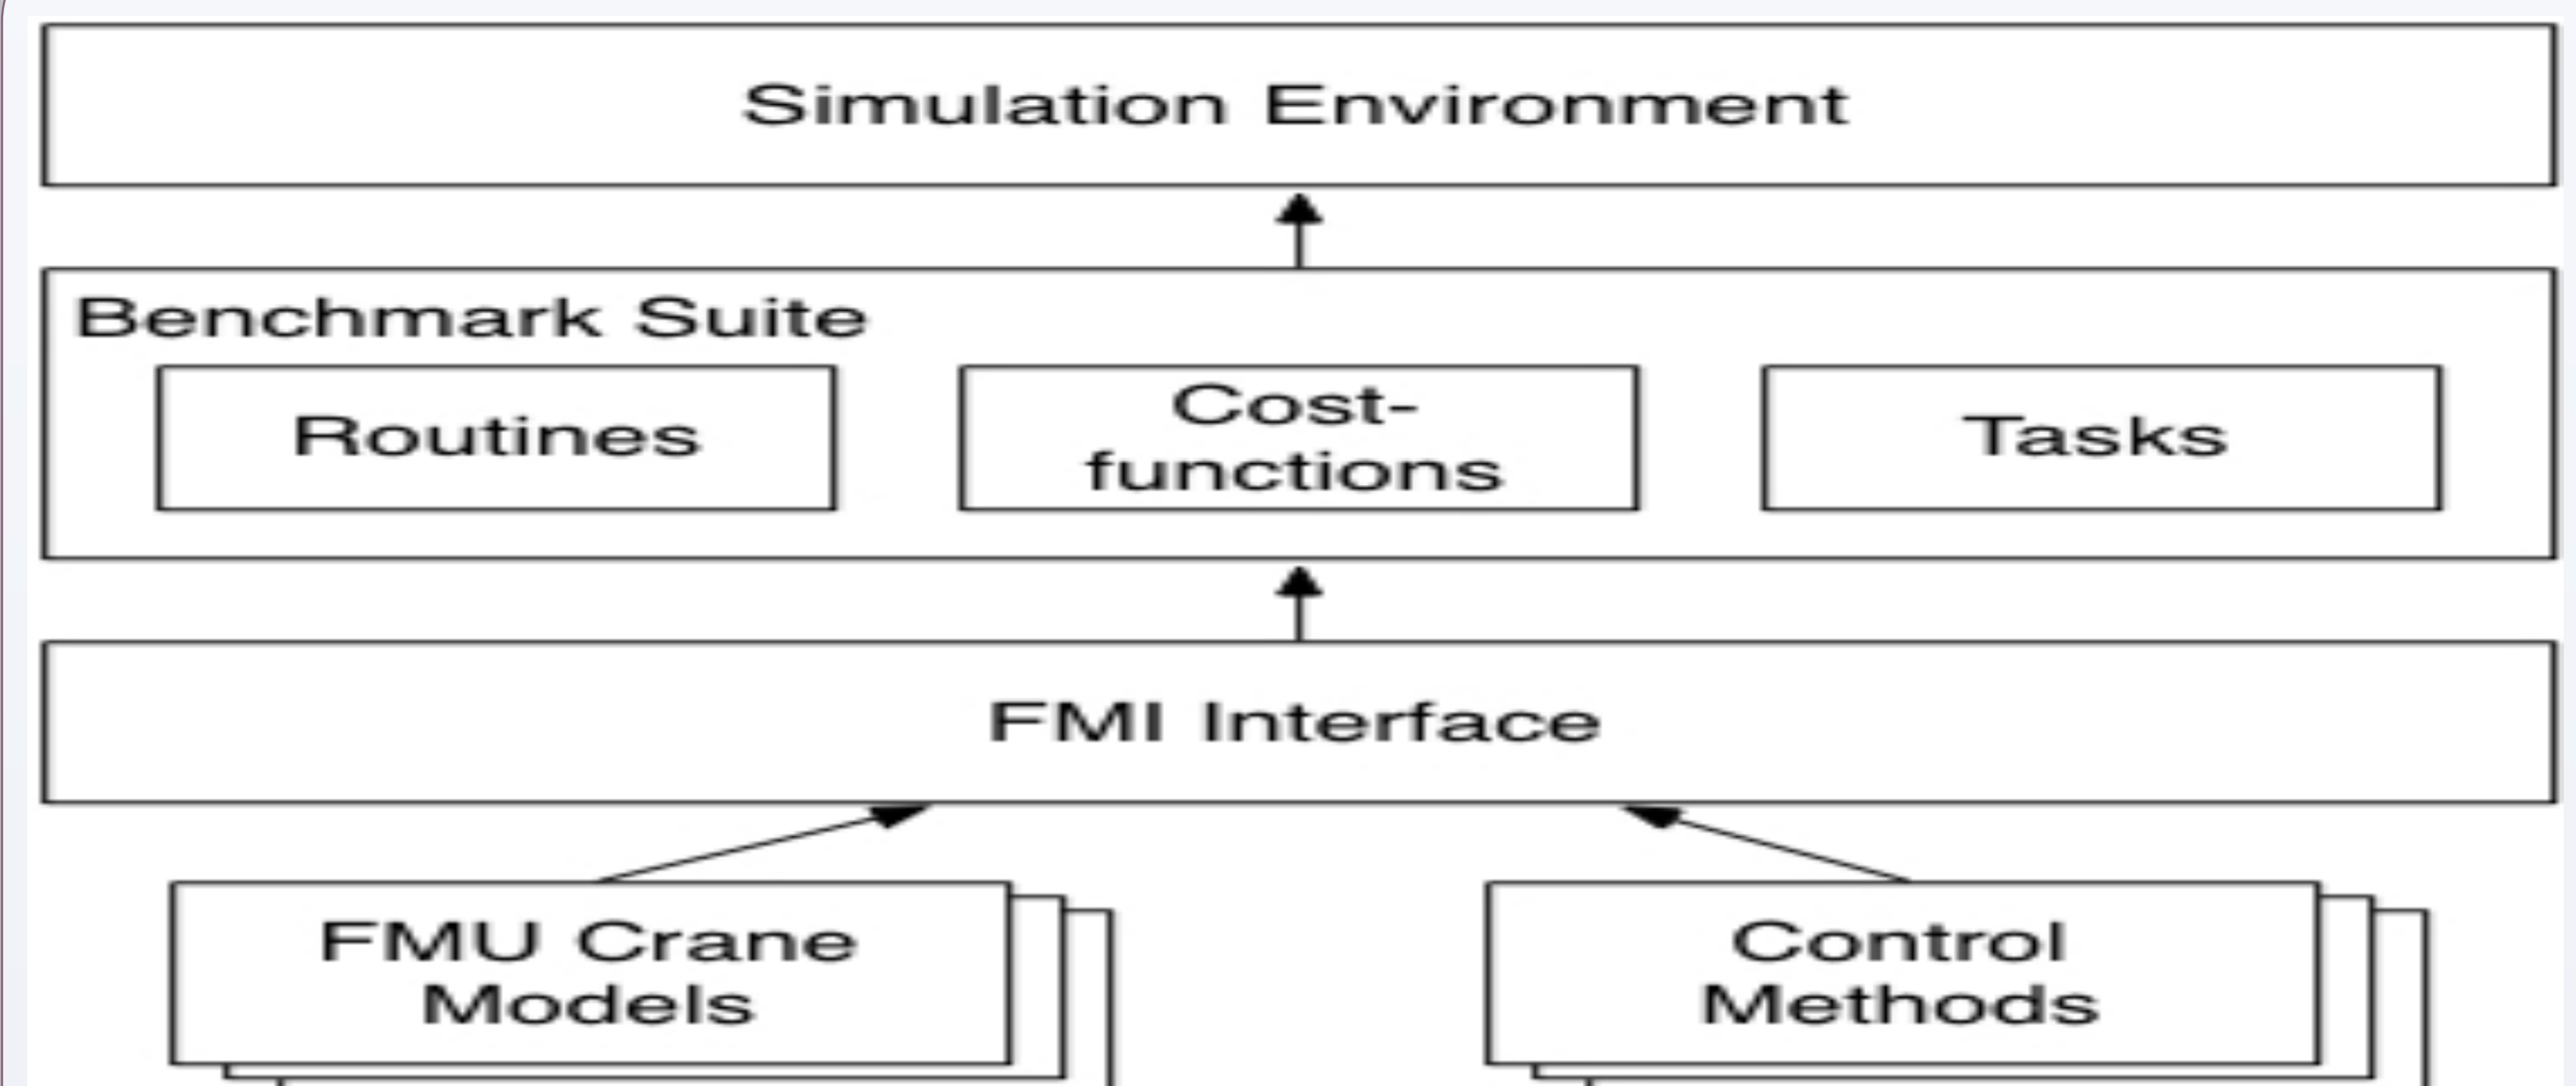 Simulation Environment
Benchmark Suite
Routines
Cost-
functions
Tasks
FMI Interface
FMU Crane
Models
Control
Methods